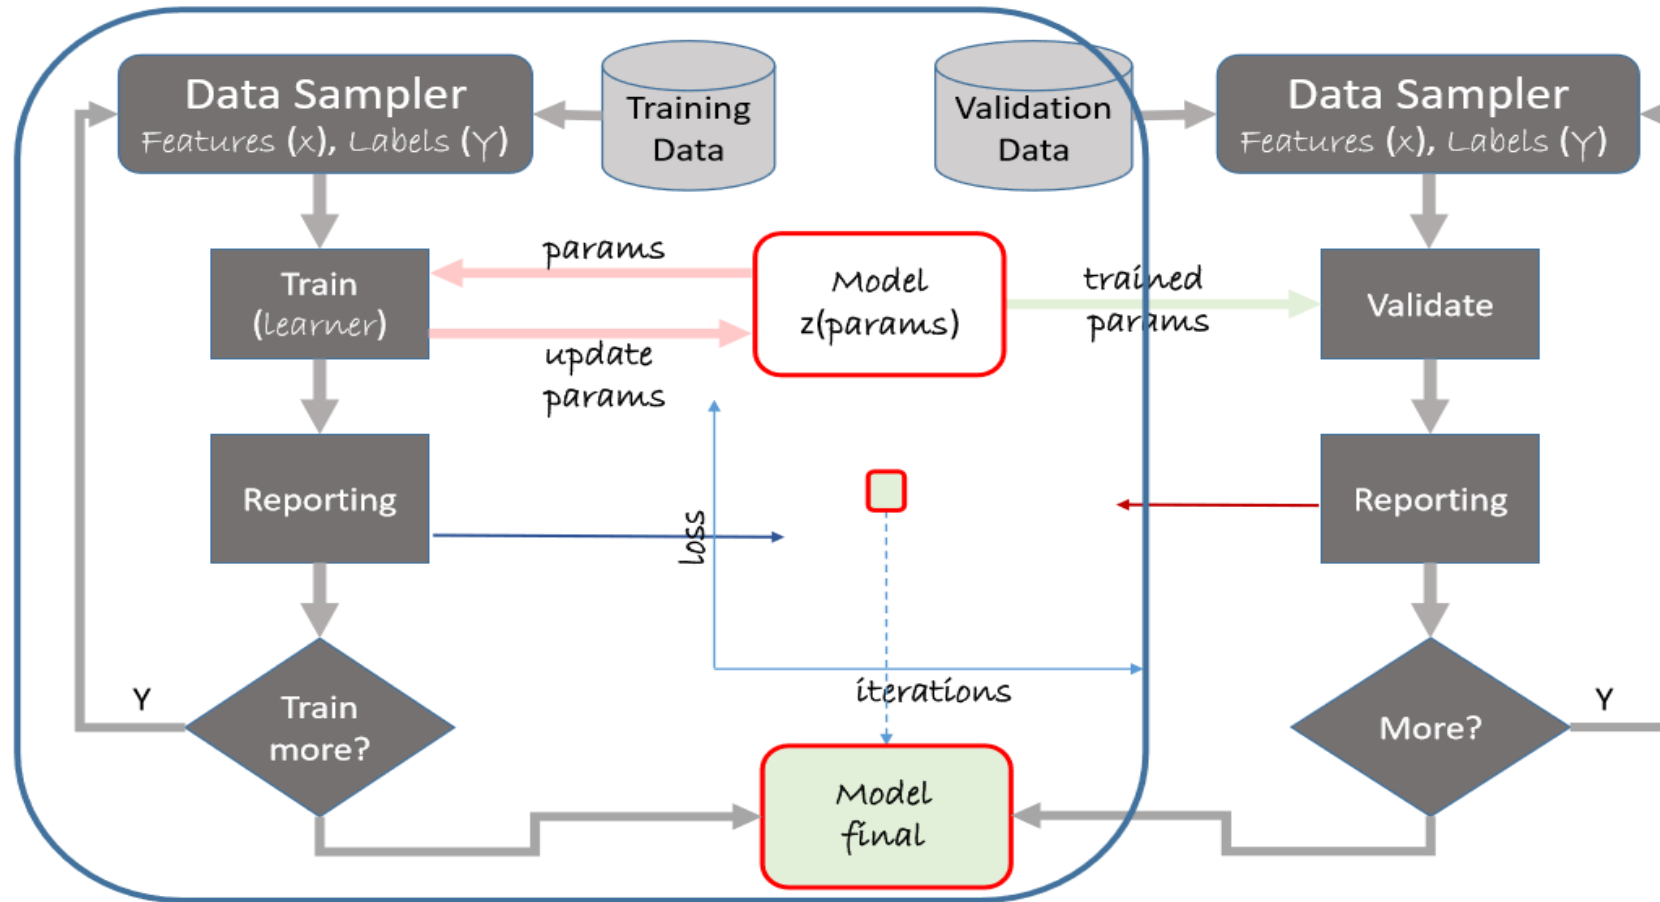 Data Sampler
Features (x), Labels (Y)
Training
Data
Validation
Data
Data Sampler
Features (x), Labels (Y)
Train
(learner)
params
update
params
Model
z(params)
trained
params
Validate
Reporting
loss
iterations
Reporting
Train
more?
Y
Model
final
More?
Y